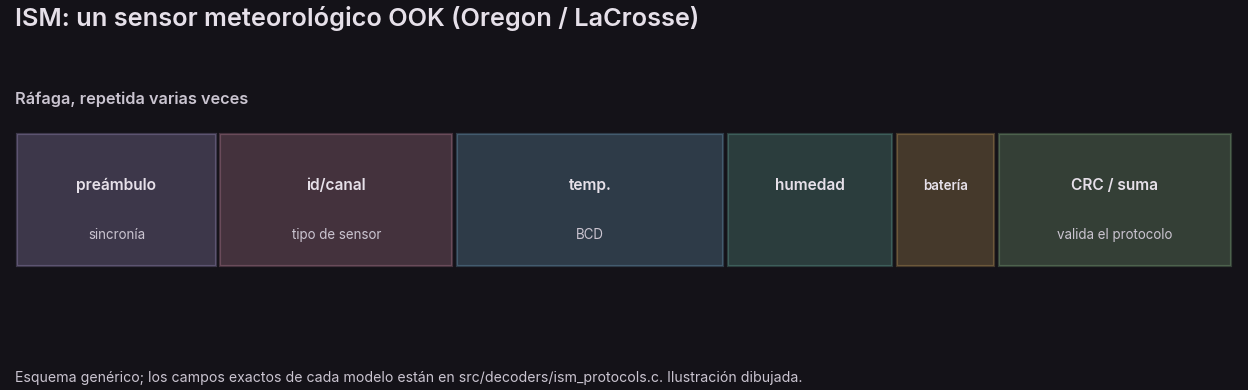 ISM: un sensor meteorológico OOK (Oregon / LaCrosse)
Ráfaga, repetida varias veces
preámbulo
sincronía
id/canal
tipo de sensor
temp.
BCD
humedad
batería
CRC / suma
valida el protocolo
Esquema genérico; los campos exactos de cada modelo están en src/decoders/ism_protocols.c. Ilustración dibujada.